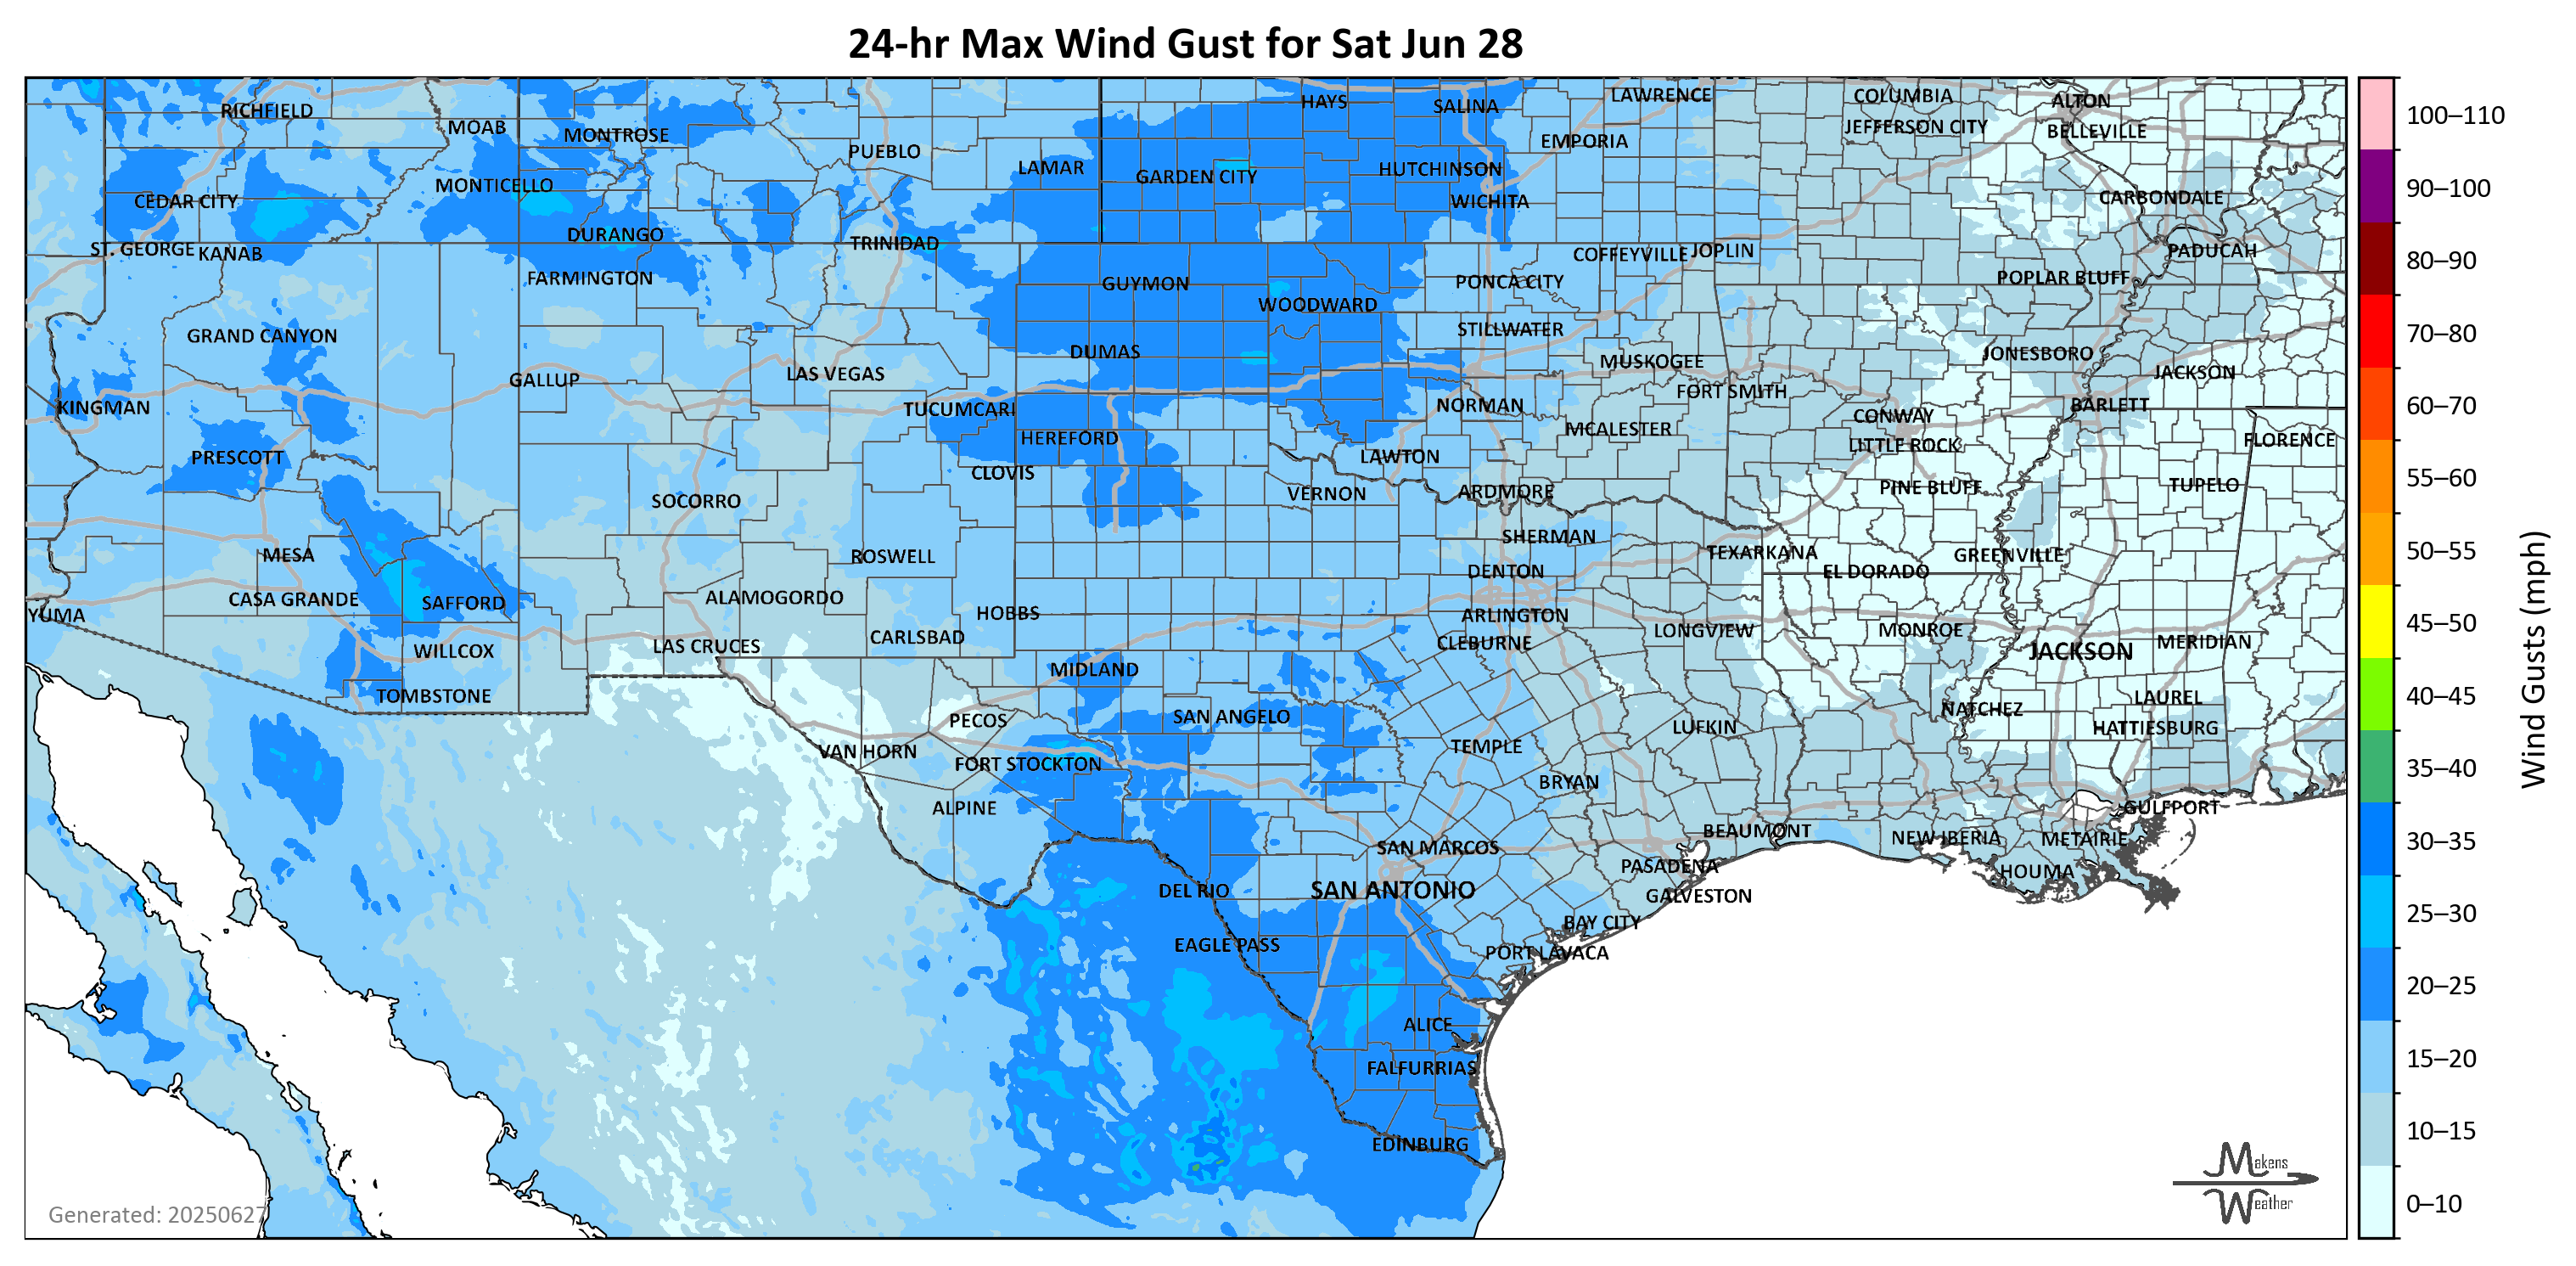 24-hr Max Wind Gust for Sat Jun 28
RICHFIELD
MOAB
MONTROSE
PUEBLO
LAMAR
HAYS
SALINA
LAWRENCE
EMPORIA
COLUMBIA
JEFFERSON CITY
ALTON
BELLEVILLE
MONTICELLO
GARDEN CITY
HUTCHINSON
WICHITA
CARBONDALE
CEDAR CITY
ST. GEORGE
KANAB
DURANGO
TRINIDAD
COFFEYVILLE
JOPLIN
PADUCAH
FARMINGTON
GUYMON
WOODWARD
PONCA CITY
POPLAR BLUFF
GRAND CANYON
DUMAS
STILLWATER
MUSKOGEE
JONESBORO
JACKSON
KINGMAN
GALLUP
LAS VEGAS
TUCUMCARI
NORMAN
FORT SMITH
CONWAY
BARLETT
PRESCOTT
HEREFORD
CLOVIS
LAWTON
MCALESTER
LITTLE ROCK
FLORENCE
SOCORRO
VERNON
ARDMORE
PINE BLUFF
TUPELO
MESA
ROSWELL
SHERMAN
TEXARKANA
GREENVILLE
DENTON
EL DORADO
YUMA
CASA GRANDE
SAFFORD
ALAMOGORDO
HOBBS
ARLINGTON
CLEBURNE
LONGVIEW
MONROE
JACKSON
MERIDIAN
WILLCOX
LAS CRUCES
CARLSBAD
MIDLAND
TOMBSTONE
PECOS
SAN ANGELO
LUFKIN
NATCHEZ
LAUREL
HATTIESBURG
VAN HORN
FORT STOCKTON
TEMPLE
BRYAN
ALPINE
GULFPORT
SAN MARCOS
BEAUMONT
NEW IBERIA
METAIRIE
DEL RIO
SAN ANTONIO
PASADENA
GALVESTON
HOUMA
EAGLE PASS
BAY CITY
PORT LAVACA
ALICE
FALFURRIAS
EDINBURG
Generated: 20250627
Makens
Weather
100–110
90–100
80–90
70–80
60–70
55–60
50–55
45–50
40–45
35–40
30–35
25–30
20–25
15–20
10–15
0–10
Wind Gusts (mph)